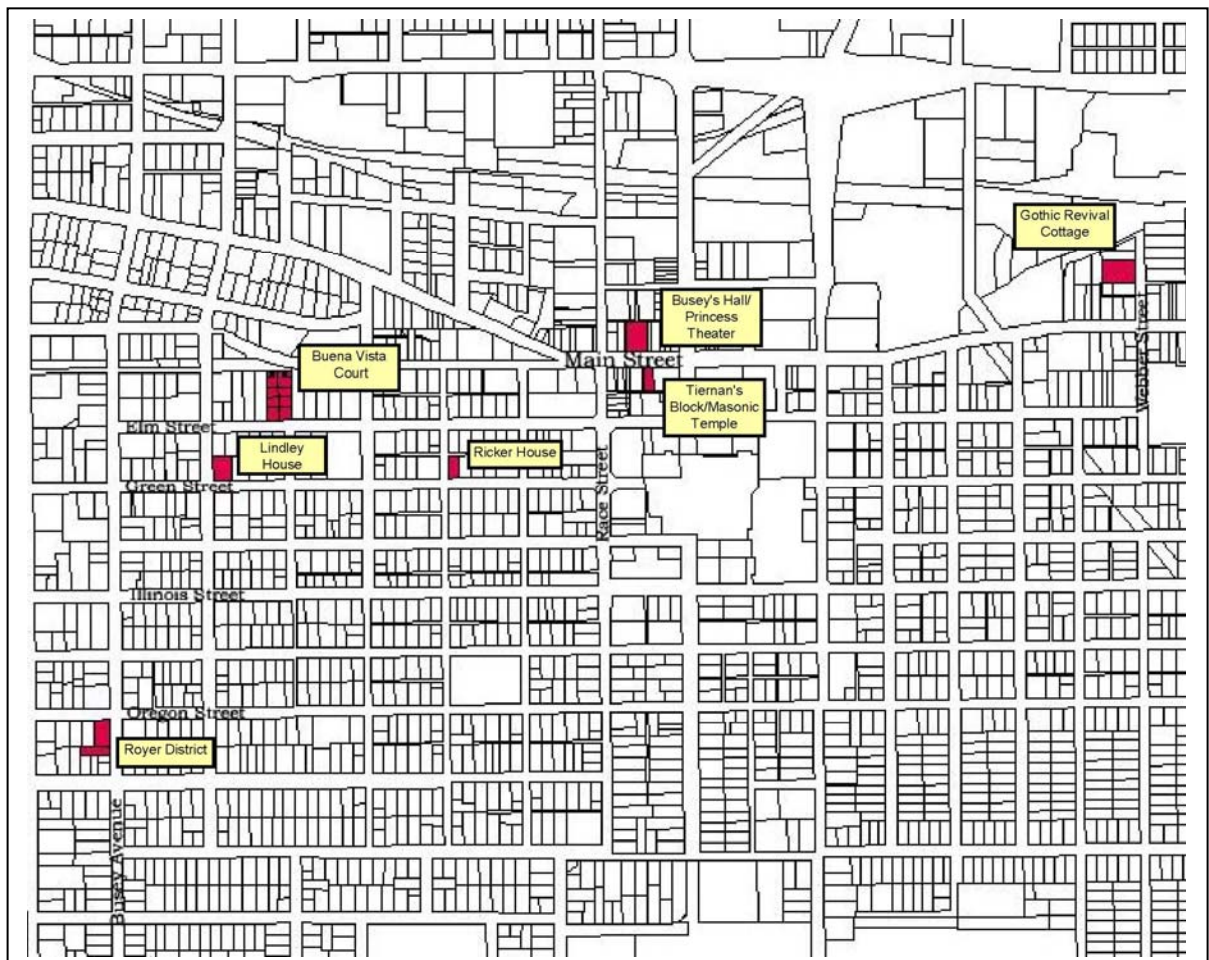 Gothic Revival
Cottage
Busey's Hall/
Princess
Theater
Main Street
Webber Street
Buena Vista
Court
Tiernan's
Block/Masonic
Temple
Elm Street
Lindley
House
Ricker House
Green Street
Race Street
Illinois Street
Oregon Street
Royer District
Busey Avenue